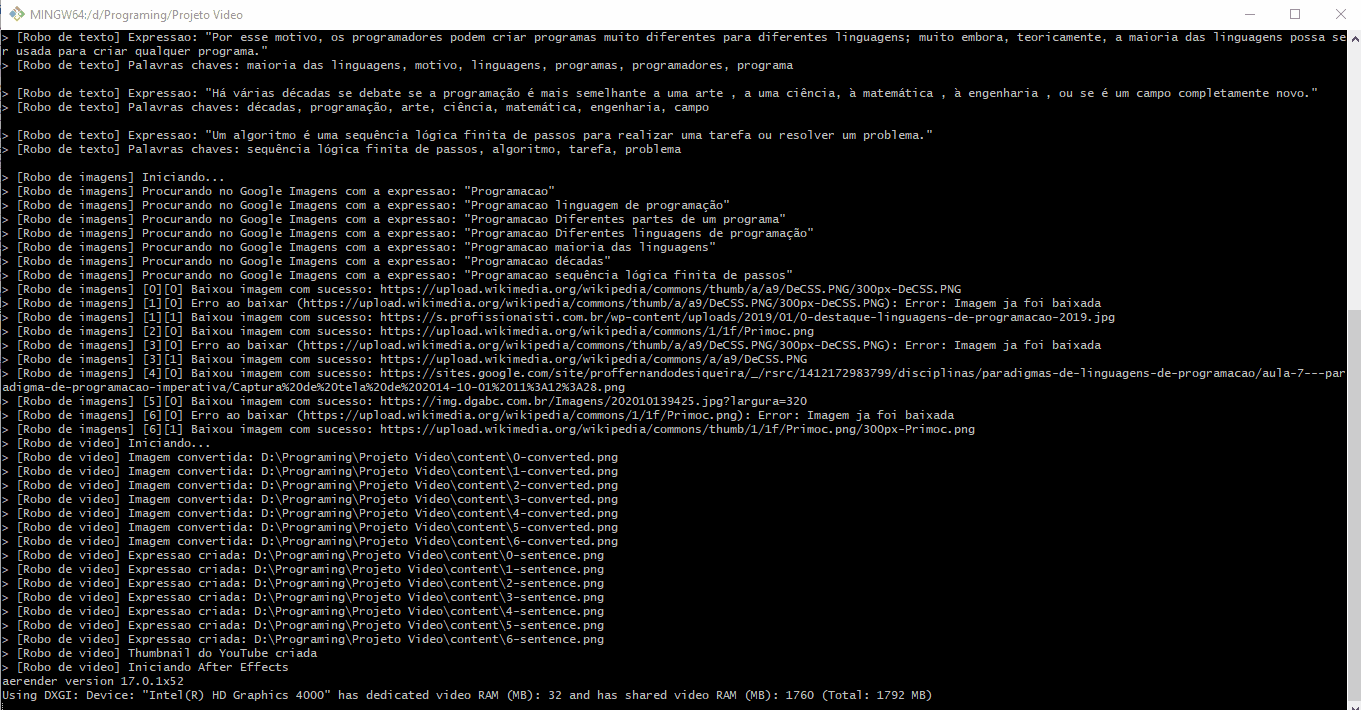 MINGW64:/d/Programing/Projeto Video
> [Robo de texto] Expressao: "Por esse motivo, os programadores podem criar programas muito diferentes para diferentes linguagens; muito embora, teoricamente, a maioria das linguagens possa se
r usada para criar qualquer programa."
> [Robo de texto] Palavras chaves: maioria das linguagens, motivo, linguagens, programas, programadores, programa
> [Robo de texto] Expressao: "Há várias décadas se debate se a programação é mais semelhante a uma arte , a uma ciência, à matemática , à engenharia , ou se é um campo completamente novo."
> [Robo de texto] Palavras chaves: décadas, programação, arte, ciência, matemática, engenharia, campo
> [Robo de texto] Expressao: "Um algoritmo é uma sequência lógica finita de passos para realizar uma tarefa ou resolver um problema."
> [Robo de texto] Palavras chaves: sequência lógica finita de passos, algoritmo, tarefa, problema
> [Robo de imagens] Iniciando...
> [Robo de imagens] Procurando no Google Imagens com a expressao: "Programacao"
> [Robo de imagens] Procurando no Google Imagens com a expressao: "Programacao linguagem de programação"
> [Robo de imagens] Procurando no Google Imagens com a expressao: "Programacao Diferentes partes de um programa"
> [Robo de imagens] Procurando no Google Imagens com a expressao: "Programacao Diferentes linguagens de programação"
> [Robo de imagens] Procurando no Google Imagens com a expressao: "Programacao maioria das linguagens"
> [Robo de imagens] Procurando no Google Imagens com a expressao: "Programacao décadas"
> [Robo de imagens] Procurando no Google Imagens com a expressao: "Programacao sequência lógica finita de passos"
> [Robo de imagens] [0][0] Baixou imagem com sucesso: https://upload.wikimedia.org/wikipedia/commons/thumb/a/a9/DeCSS.PNG/300px-DeCSS.PNG
> [Robo de imagens] [1][0] Erro ao baixar (https://upload.wikimedia.org/wikipedia/commons/thumb/a/a9/DeCSS.PNG/300px-DeCSS.PNG): Error: Imagem ja foi baixada
> [Robo de imagens] [1][1] Baixou imagem com sucesso: https://s.profissionaisti.com.br/wp-content/uploads/2019/01/0-destaque-linguagens-de-programacao-2019.jpg
> [Robo de imagens] [2][0] Baixou imagem com sucesso: https://upload.wikimedia.org/wikipedia/commons/1/1f/Primoc.png
> [Robo de imagens] [3][0] Erro ao baixar (https://upload.wikimedia.org/wikipedia/commons/thumb/a/a9/DeCSS.PNG/300px-DeCSS.PNG): Error: Imagem ja foi baixada
> [Robo de imagens] [3][1] Baixou imagem com sucesso: https://upload.wikimedia.org/wikipedia/commons/a/a9/DeCSS.PNG
> [Robo de imagens] [4][0] Baixou imagem com sucesso: https://sites.google.com/site/proffernandodesiqueira/_/rsrc/1412172983799/disciplinas/paradigmas-de-linguagens-de-programacao/aula-7---par
adigma-de-programacao-imperativa/Captura%20de%20tela%20de%202014-10-01%2011%3A12%3A28.png
> [Robo de imagens] [5][0] Baixou imagem com sucesso: https://img.dgabc.com.br/Imagens/202010139425.jpg?largura=320
> [Robo de imagens] [6][0] Erro ao baixar (https://upload.wikimedia.org/wikipedia/commons/1/1f/Primoc.png): Error: Imagem ja foi baixada
> [Robo de imagens] [6][1] Baixou imagem com sucesso: https://upload.wikimedia.org/wikipedia/commons/thumb/1/1f/Primoc.png/300px-Primoc.png
> [Robo de video] Iniciando...
> [Robo de video] Imagem convertida: D:\Programing\Projeto Video\content\0-converted.png
> [Robo de video] Imagem convertida: D:\Programing\Projeto Video\content\1-converted.png
> [Robo de video] Imagem convertida: D:\Programing\Projeto Video\content\2-converted.png
> [Robo de video] Imagem convertida: D:\Programing\Projeto Video\content\3-converted.png
> [Robo de video] Imagem convertida: D:\Programing\Projeto Video\content\4-converted.png
> [Robo de video] Imagem convertida: D:\Programing\Projeto Video\content\5-converted.png
> [Robo de video] Imagem convertida: D:\Programing\Projeto Video\content\6-converted.png
> [Robo de video] Expressao criada: D:\Programing\Projeto Video\content\0-sentence.png
> [Robo de video] Expressao criada: D:\Programing\Projeto Video\content\1-sentence.png
> [Robo de video] Expressao criada: D:\Programing\Projeto Video\content\2-sentence.png
> [Robo de video] Expressao criada: D:\Programing\Projeto Video\content\3-sentence.png
> [Robo de video] Expressao criada: D:\Programing\Projeto Video\content\4-sentence.png
> [Robo de video] Expressao criada: D:\Programing\Projeto Video\content\5-sentence.png
> [Robo de video] Expressao criada: D:\Programing\Projeto Video\content\6-sentence.png
> [Robo de video] Thumbnail do YouTube criada
> [Robo de video] Iniciando After Effects
aerender version 17.0.1x52
Using DXGI: Device: "Intel(R) HD Graphics 4000" has dedicated video RAM (MB): 32 and has shared video RAM (MB): 1760 (Total: 1792 MB)